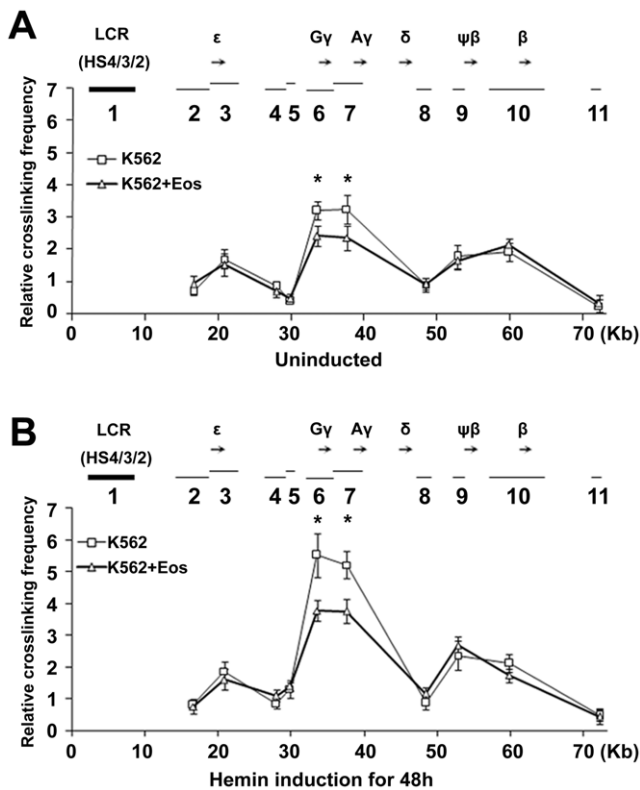 A
LCR
(HS4/3/2)
ε
Gγ
Aγ
δ
ψβ
β
1 2 3 4 5 6 7 8 9 10 11
Relative crosslinking frequency
7
6
5
4
3
2
1
0
K562
K562+Eos
* *
0 10 20 30 40 50 60 70 (Kb)
Uninducted
B
LCR
(HS4/3/2)
ε
Gγ
Aγ
δ
ψβ
β
1 2 3 4 5 6 7 8 9 10 11
Relative crosslinking frequency
7
6
5
4
3
2
1
0
K562
K562+Eos
* *
0 10 20 30 40 50 60 70 (Kb)
Hemin induction for 48h